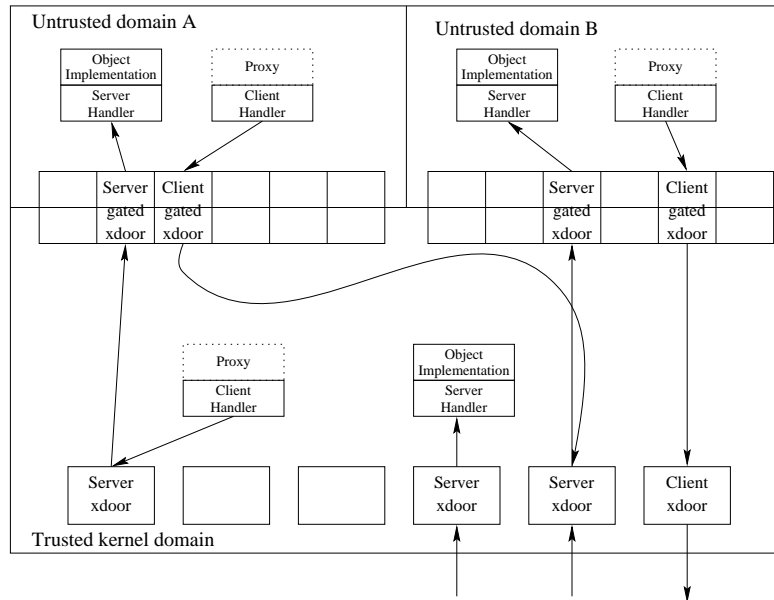 Untrusted domain A
Untrusted domain B
Object
Implementation
Server
Handler
Proxy
Client
Handler
Object
Implementation
Server
Handler
Proxy
Client
Handler
Server
gated
xdoor
Client
gated
xdoor
Server
gated
xdoor
Client
gated
xdoor
Proxy
Client
Handler
Object
Implementation
Server
Handler
Server
xdoor
Server
xdoor
Server
xdoor
Client
xdoor
Trusted kernel domain